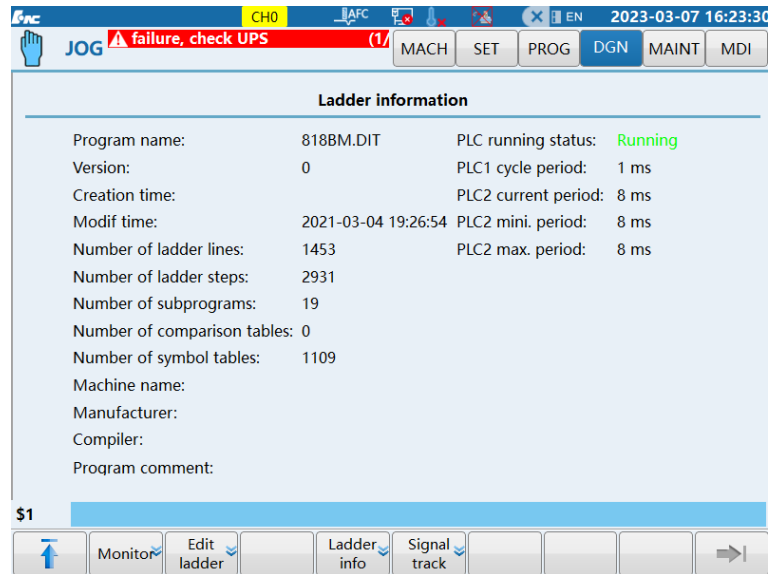 HNC CH0 AFC EN 2023-03-07 16:23:30
JOG failure, check UPS (1/ MACH SET PROG DGN MAINT MDI
Ladder information
Program name: 818BM.DIT PLC running status: Running
Version: 0 PLC1 cycle period: 1 ms
Creation time: PLC2 current period: 8 ms
Modif time: 2021-03-04 19:26:54 PLC2 mini. period: 8 ms
Number of ladder lines: 1453 PLC2 max. period: 8 ms
Number of ladder steps: 2931
Number of subprograms: 19
Number of comparison tables: 0
Number of symbol tables: 1109
Machine name:
Manufacturer:
Compiler:
Program comment:
$1
Monitor Edit ladder Ladder info Signal track